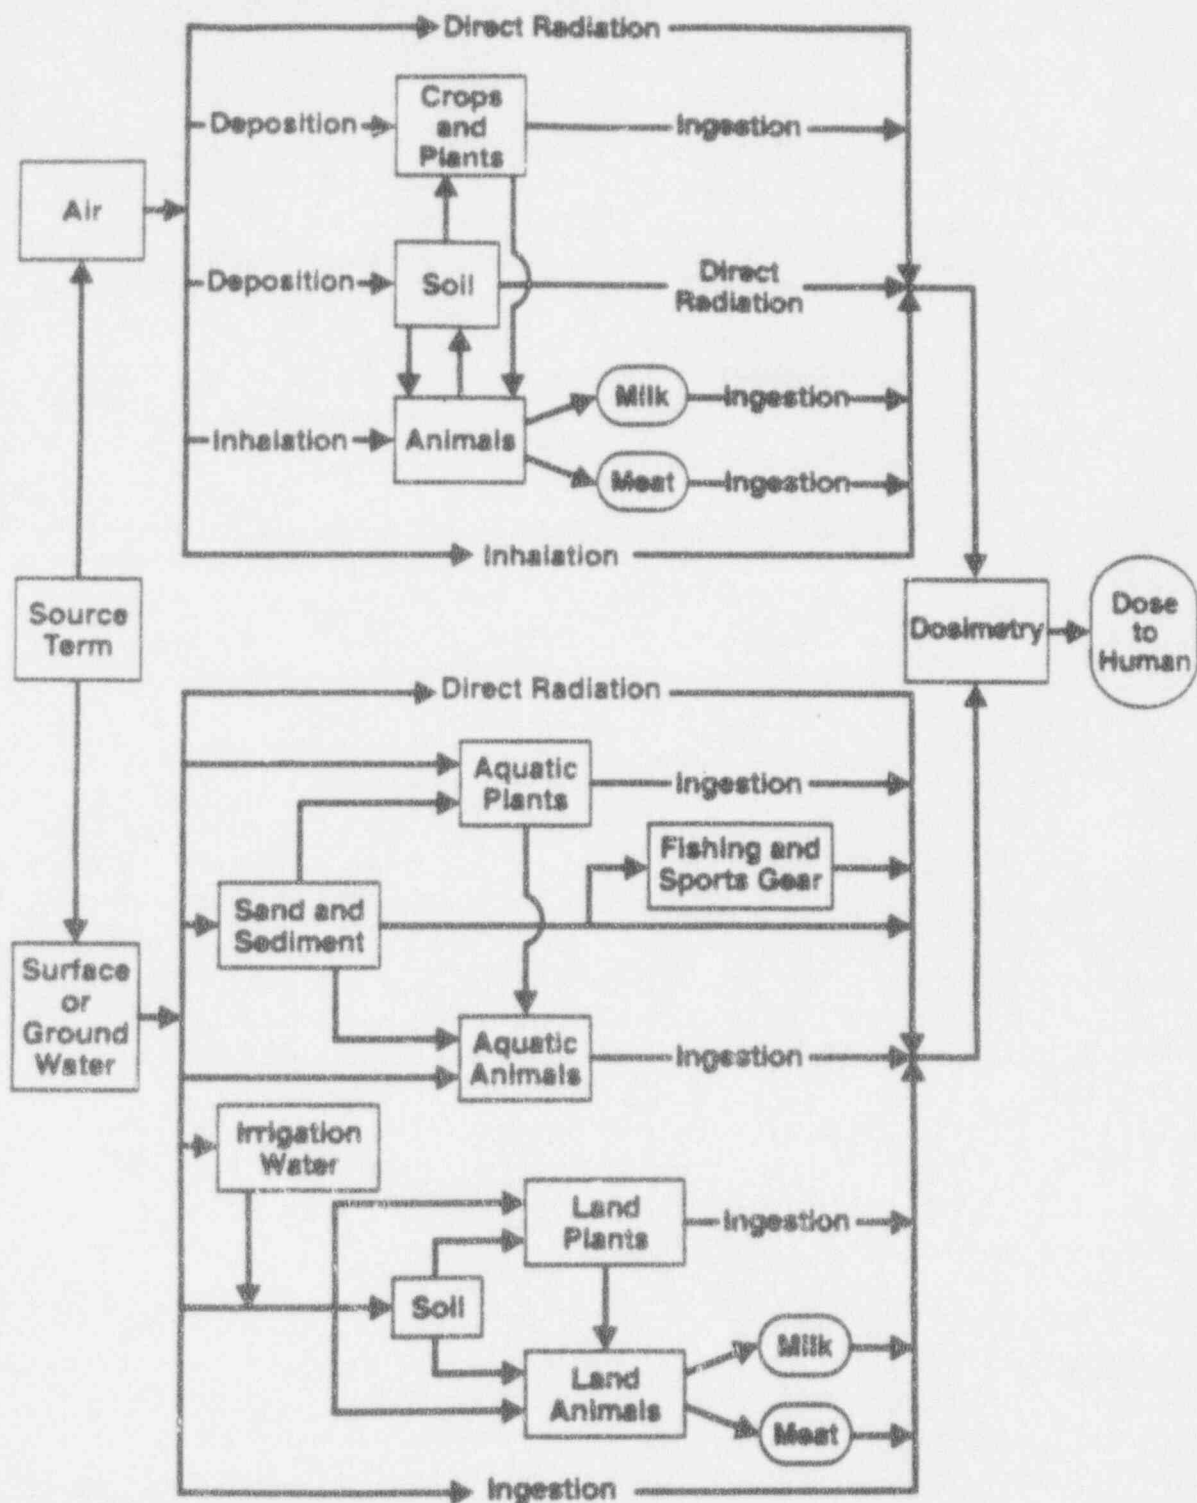 Direct Radiation
Crops
and
Plants
Deposition
Ingestion
Air
Deposition
Soil
Direct
Radiation
Milk
Ingestion
Inhalation
Animals
Meat
Ingestion
Inhalation
Source
Term
Dosimetry
Dose
to
Human
Direct Radiation
Aquatic
Plants
Ingestion
Fishing and
Sports Gear
Sand and
Sediment
Surface
or
Ground
Water
Aquatic
Animals
Ingestion
Irrigation
Water
Land
Plants
Ingestion
Soil
Milk
Land
Animals
Meat
Ingestion